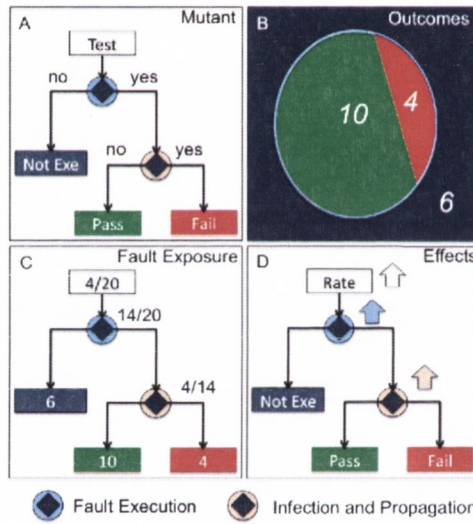 A Mutant
Test
no yes
Not Exe
no yes
Pass Fail
B Outcomes
10 4
6
C Fault Exposure
4/20
14/20
4/14
6
10 4
D Effects
Rate
Not Exe
Pass Fail
Fault Execution Infection and Propagation